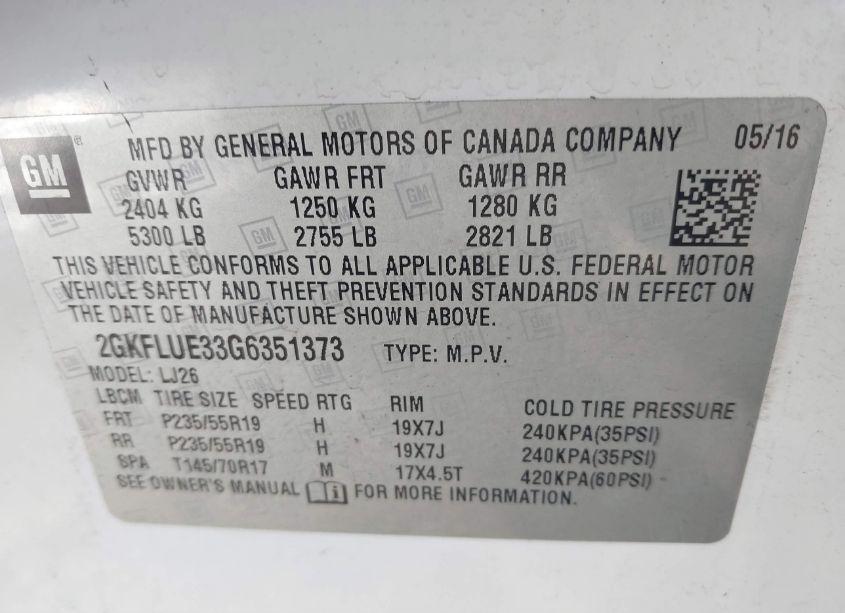 GM
MFD BY GENERAL MOTORS OF CANADA COMPANY 05/16
GVWR GAWR FRT GAWR RR
2404 KG 1250 KG 1280 KG
5300 LB 2755 LB 2821 LB
THIS VEHICLE CONFORMS TO ALL APPLICABLE U.S. FEDERAL MOTOR
VEHICLE SAFETY AND THEFT PREVENTION STANDARDS IN EFFECT ON
THE DATE OF MANUFACTURE SHOWN ABOVE.
2GKFLUE33G6351373 TYPE: M.P.V.
MODEL: LJ26
LBCM TIRE SIZE SPEED RTG RIM COLD TIRE PRESSURE
FRT P235/55R19 H 19X7J 240KPA(35PSI)
RR P235/55R19 H 19X7J 240KPA(35PSI)
SPA T145/70R17 M 17X4.5T 420KPA(60PSI)
SEE OWNER'S MANUAL FOR MORE INFORMATION.